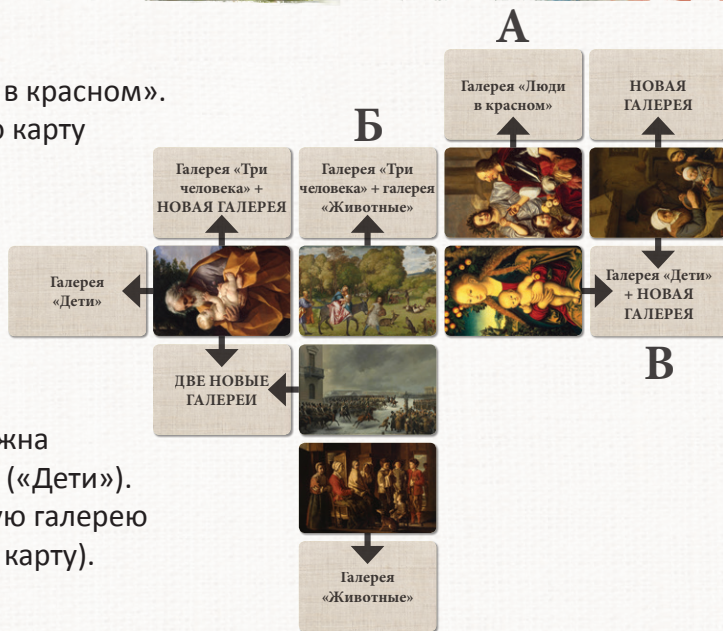 А
в красном».
о карту
Галерея «Люди
в красном»
НОВАЯ
ГАЛЕРЕЯ
Б
Галерея «Три
человека» +
НОВАЯ ГАЛЕРЕЯ
Галерея «Три
человека» + галерея
«Животные»
Галерея
«Дети»
Галерея «Дети»
+ НОВАЯ
ГАЛЕРЕЯ
В
ДВЕ НОВЫЕ
ГАЛЕРЕИ
жна
(«Дети»).
ую галерею
карту).
Галерея
«Животные»